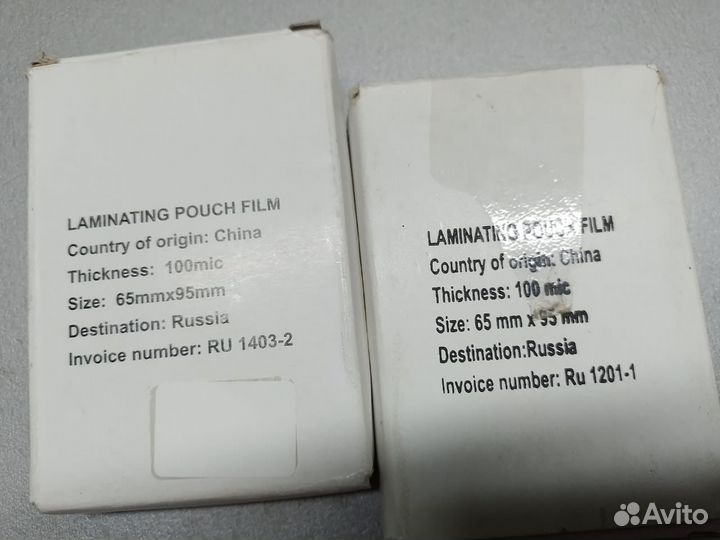 LAMINATING POUCH FILM
Country of origin: China
Thickness: 100mic
Size: 65mmx95mm
Destination: Russia
Invoice number: RU 1403-2
LAMINATING POUCH FILM
Country of origin: China
Thickness: 100 mic
Size: 65 mm x 95 mm
Destination:Russia
Invoice number: Ru 1201-1
Avito